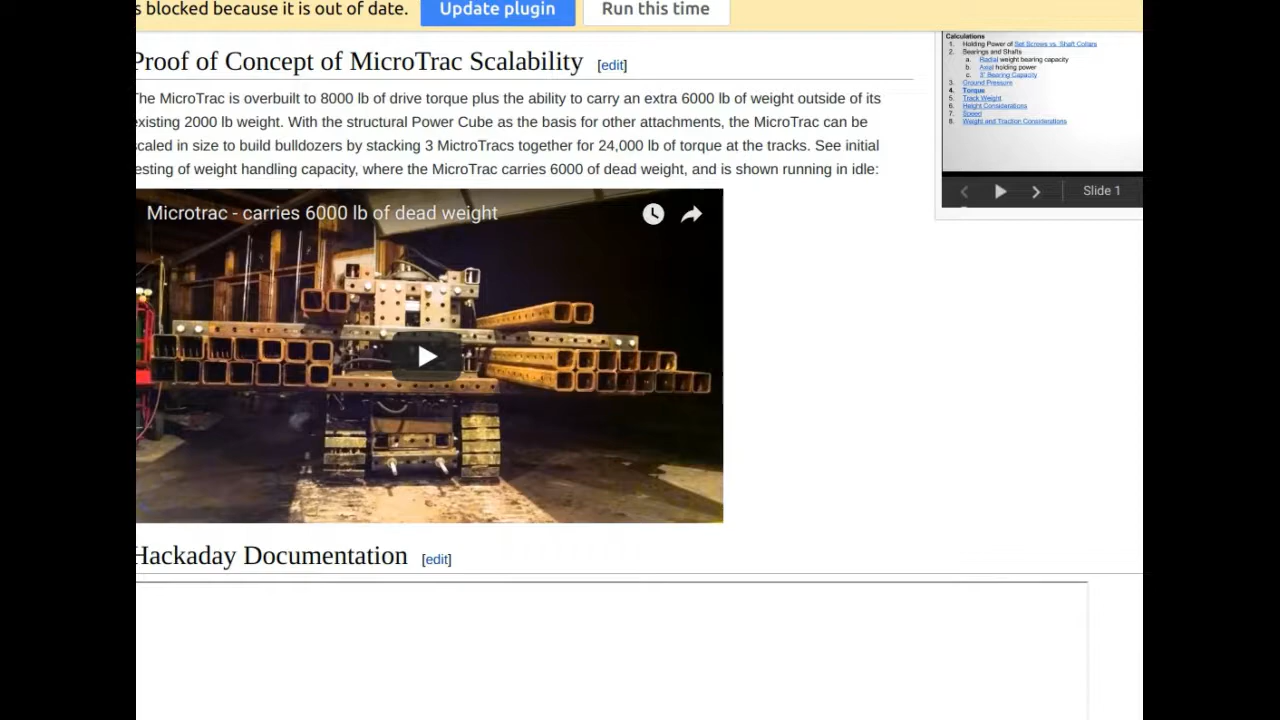 s blocked because it is out of date. Update plugin Run this time
Proof of Concept of MicroTrac Scalability [edit]
The MicroTrac is overbuilt to 8000 lb of drive torque plus the ability to carry an extra 6000 lb of weight outside of its
existing 2000 lb weight. With the structural Power Cube as the basis for other attachments, the MicroTrac can be
scaled in size to build bulldozers by stacking 3 MictroTracs together for 24,000 lb of torque at the tracks. See initial
esting of weight handling capacity, where the MicroTrac carries 6000 of dead weight, and is shown running in idle:
Microtrac - carries 6000 lb of dead weight
Hackaday Documentation [edit]
Calculations
1. Holding Power of Set Screws vs. Shaft Collars
2. Bearings and Shafts
a. Radial weight bearing capacity
b. Axial holding power
c. 3" Bearing Capacity
3. Ground Pressure
4. Torque
5. Track Weight
6. Height Considerations
7. Speed
8. Weight and Traction Considerations
Slide 1